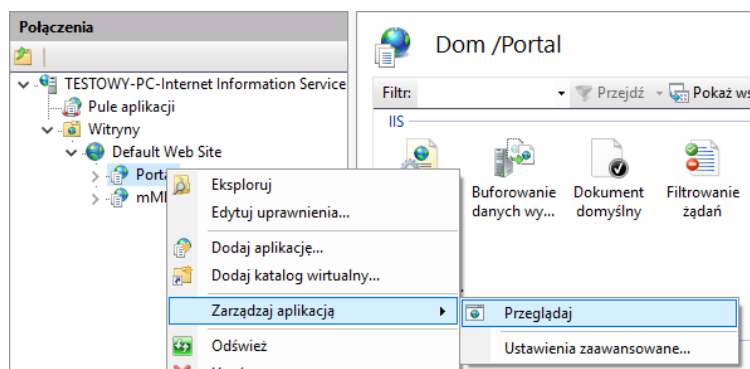 Połączenia
TESTOWY-PC-Internet Information Service
Pule aplikacji
Witryny
Default Web Site
Dom /Portal
Filtr:
Przejdź
Pokaż
IIS
Buforowanie
danych wy...
Dokument
domyślny
Filtrowanie
żądań
Eksploruj
Edytuj uprawnienia...
Dodaj aplikację...
Dodaj katalog wirtualny...
Zarządzaj aplikacją
Odśwież
Przeglądaj
Ustawienia zaawansowane...